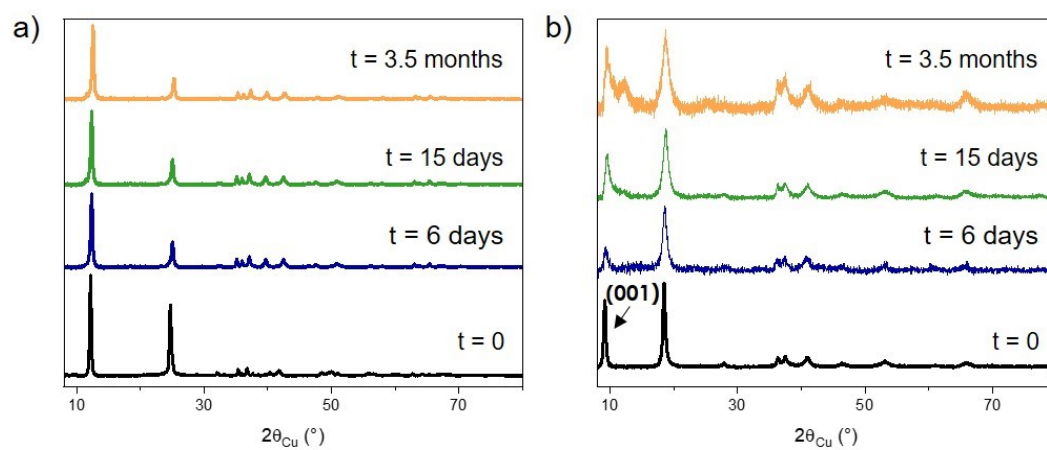 a)
t = 3.5 months
t = 15 days
t = 6 days
t = 0
10 30 50 70
2θCu (°)
b)
t = 3.5 months
t = 15 days
t = 6 days
(001)
t = 0
10 30 50 70
2θCu (°)